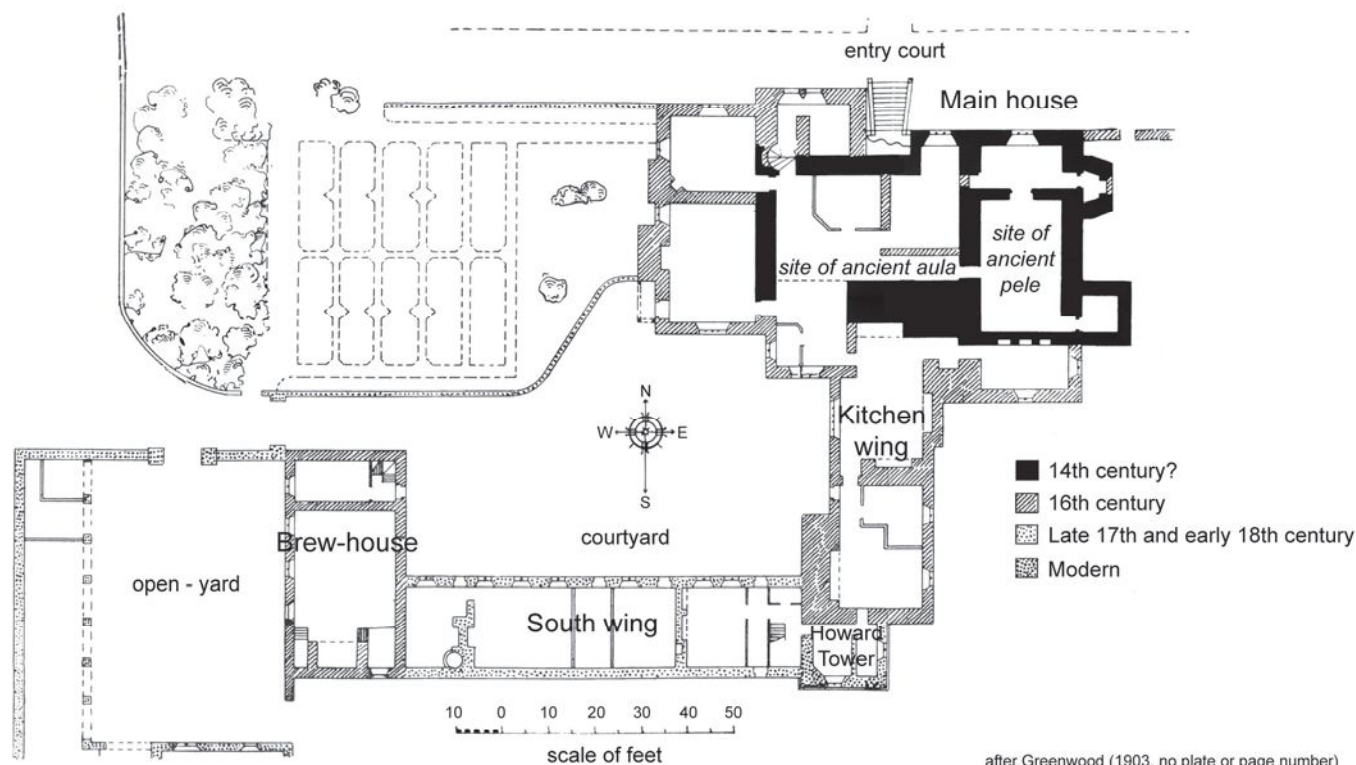 entry court
Main house
site of
ancient
pele
site of ancient aula
N
W E
S
Kitchen
wing
14th century?
16th century
Late 17th and early 18th century
Modern
Brew-house
courtyard
open - yard
South wing
Howard
Tower
10 0 10 20 30 40 50
scale of feet
after Greenwood (1903, no plate or page number)